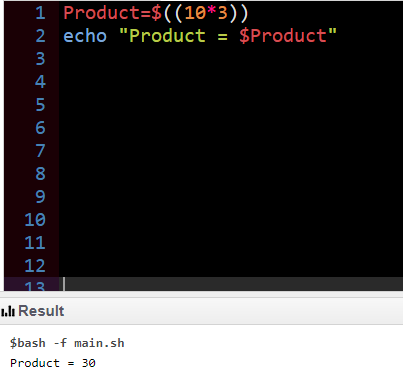 1 Product=$((10*3))
2 echo "Product = $Product"
3
4
5
6
7
8
9
10
11
12
13
Result
$bash -f main.sh
Product = 30